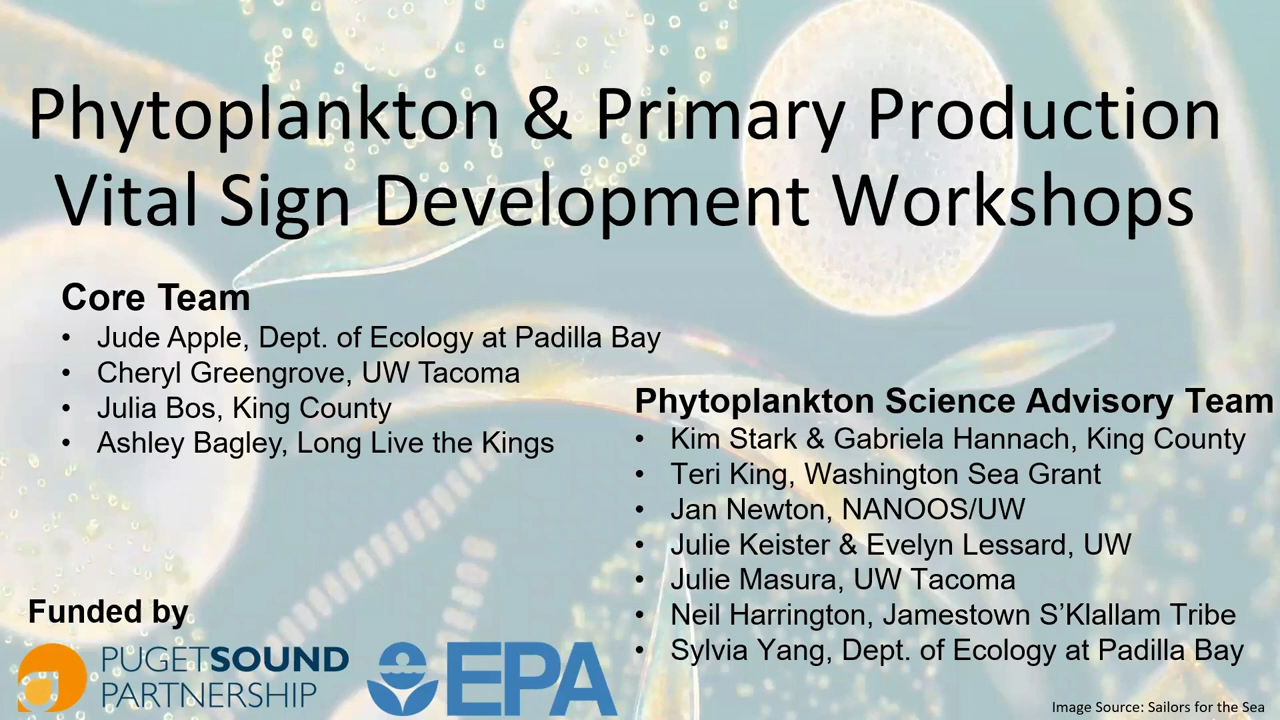 Phytoplankton & Primary Production
Vital Sign Development Workshops
Core Team
• Jude Apple, Dept. of Ecology at Padilla Bay
• Cheryl Greengrove, UW Tacoma
• Julia Bos, King County
• Ashley Bagley, Long Live the Kings
Phytoplankton Science Advisory Team
• Kim Stark & Gabriela Hannach, King County
• Teri King, Washington Sea Grant
• Jan Newton, NANOOS/UW
• Julie Keister & Evelyn Lessard, UW
• Julie Masura, UW Tacoma
• Neil Harrington, Jamestown S’Klallam Tribe
• Sylvia Yang, Dept. of Ecology at Padilla Bay
Funded by
PUGETSOUND
PARTNERSHIP
EPA
Image Source: Sailors for the Sea